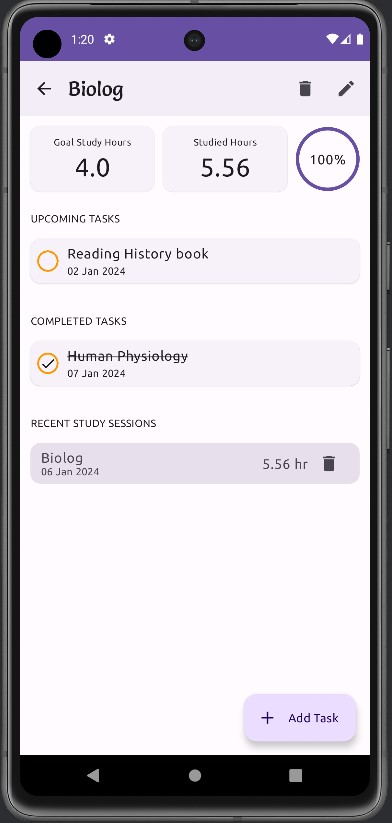 1:20
Biolog
Goal Study Hours
4.0
Studied Hours
5.56
100%
UPCOMING TASKS
Reading History book
02 Jan 2024
COMPLETED TASKS
Human Physiology
07 Jan 2024
RECENT STUDY SESSIONS
Biolog
5.56 hr
06 Jan 2024
Add Task